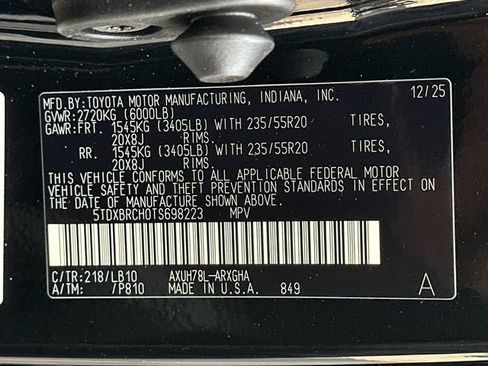 MFD.BY:TOYOTA MOTOR MANUFACTURING, INDIANA, INC. 12/25
GVWR:2720KG (6000LB)
GAWR:FRT. 1545KG (3405LB) WITH 235/55R20 TIRES,
20X8J RIMS.
RR. 1545KG (3405LB) WITH 235/55R20 TIRES,
20X8J RIMS.
THIS VEHICLE CONFORMS TO ALL APPLICABLE FEDERAL MOTOR
VEHICLE SAFETY AND THEFT PREVENTION STANDARDS IN EFFECT ON
THE DATE OF MANUFACTURE SHOWN ABOVE.
5TDXBRCH0TS698223 MPV
C/TR:218/LB10 AXUH78L-ARXGHA
A/TM: /P810 MADE IN U.S.A. 849 A